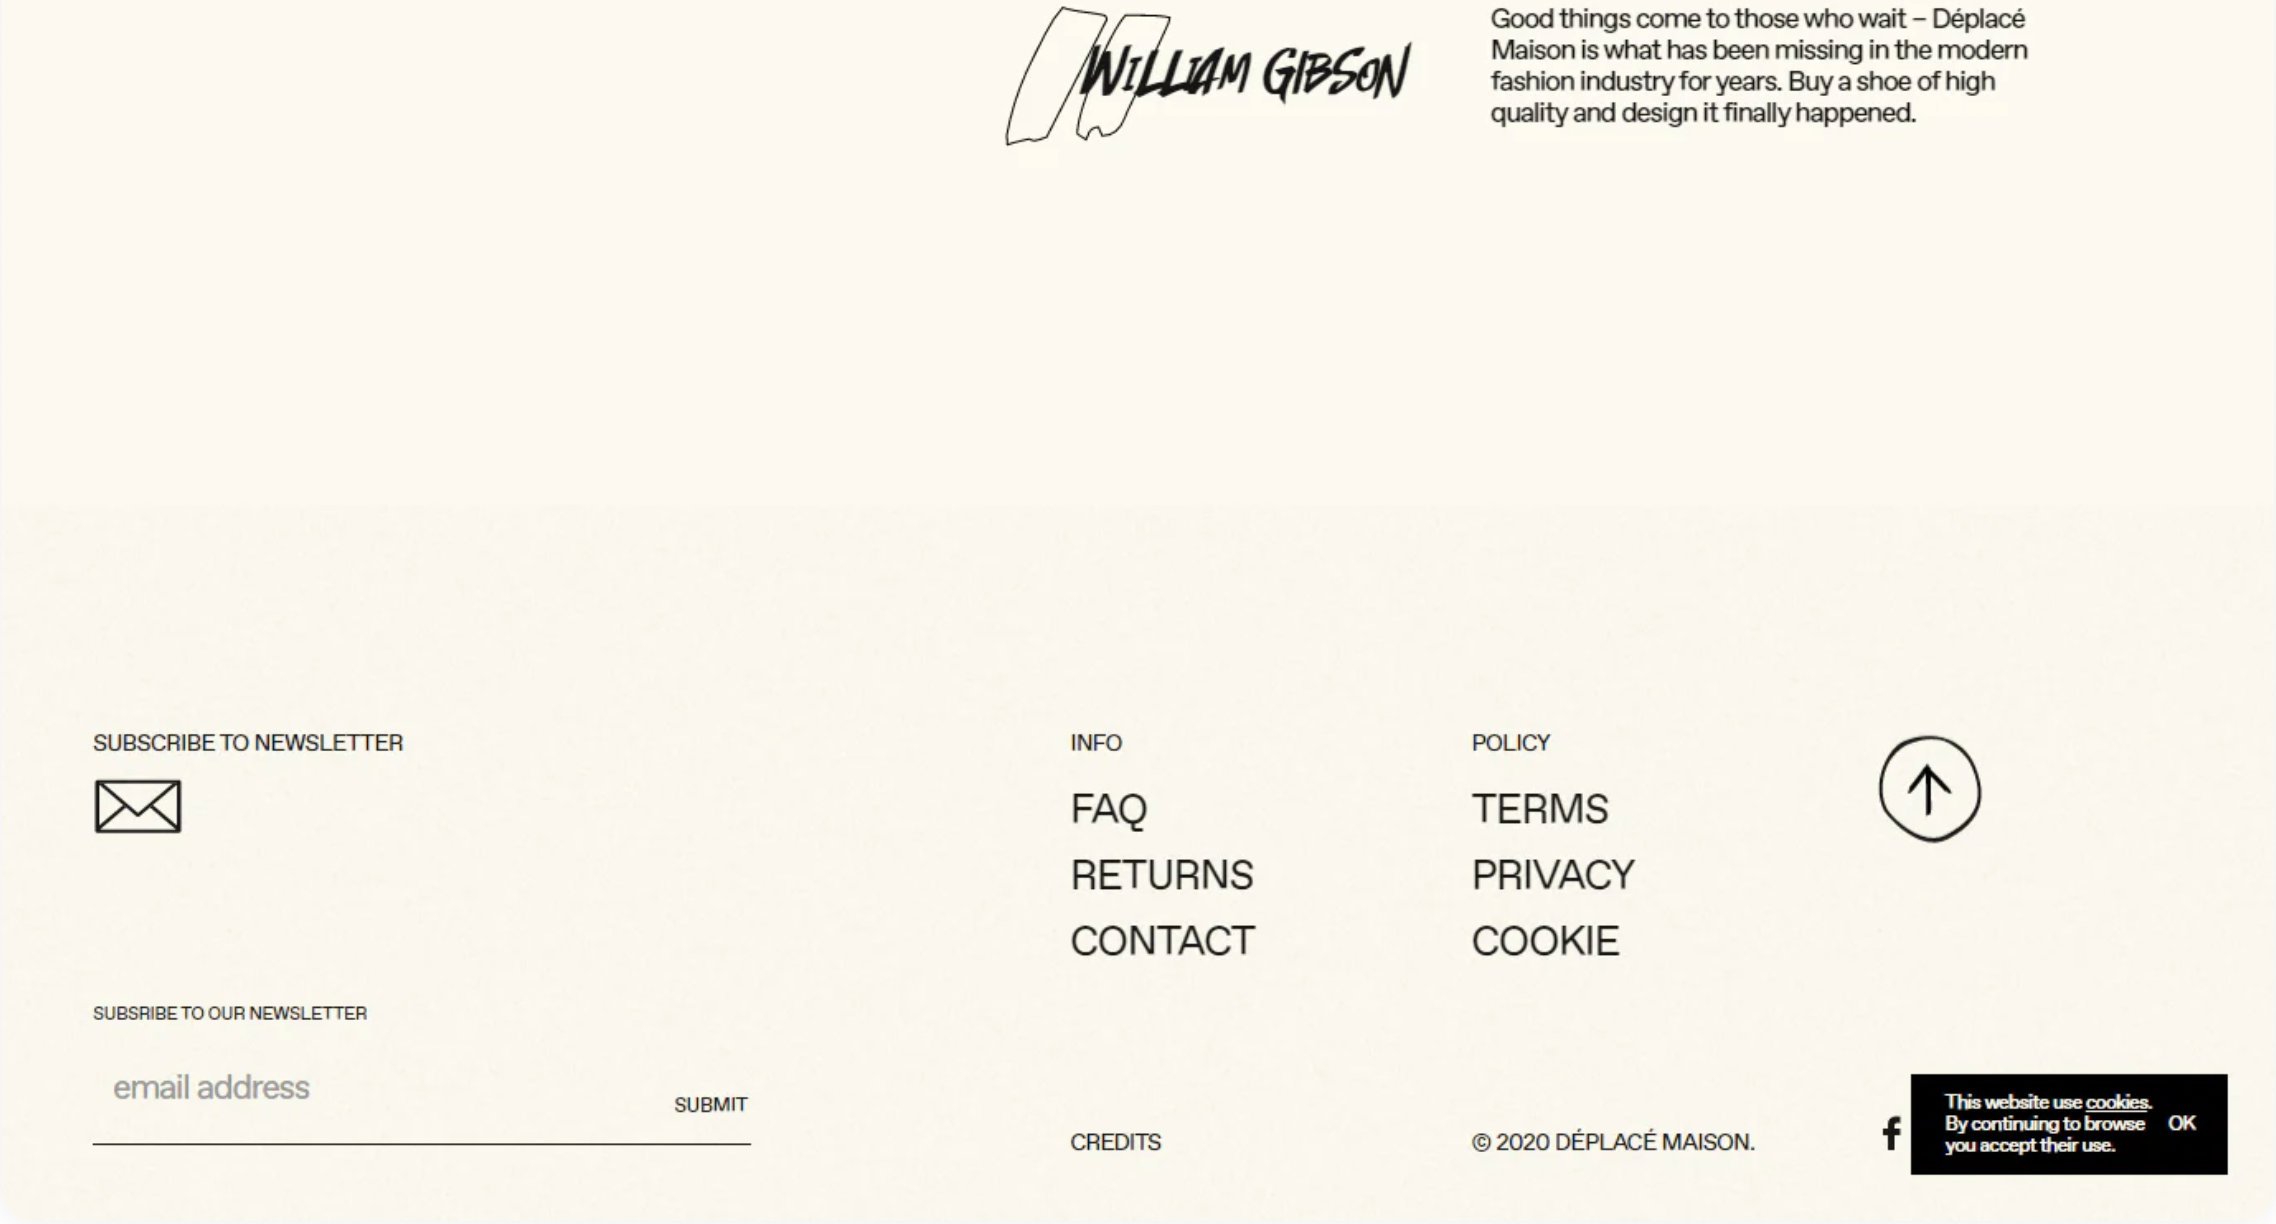 WILLIAM GIBSON
Good things come to those who wait – Déplacé
Maison is what has been missing in the modern
fashion industry for years. Buy a shoe of high
quality and design it finally happened.
SUBSCRIBE TO NEWSLETTER
INFO
FAQ
RETURNS
CONTACT
POLICY
TERMS
PRIVACY
COOKIE
SUBSRIBE TO OUR NEWSLETTER
email address
SUBMIT
CREDITS
© 2020 DÉPLACÉ MAISON.
f
This website use cookies.
By continuing to browse
you accept their use.
OK